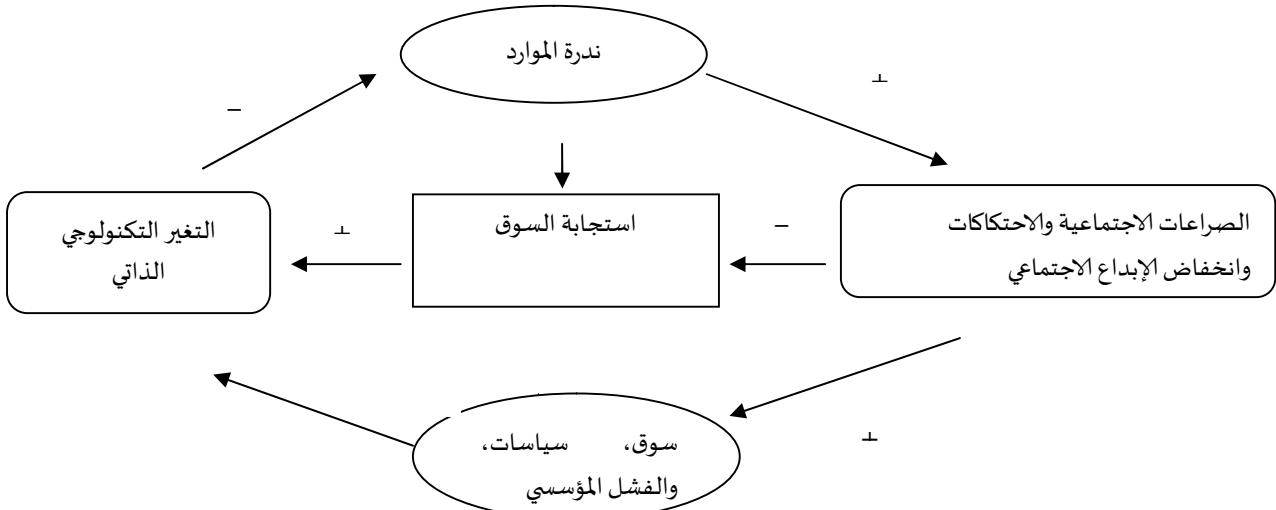 ندرة الموارد
+
–
الصراعات الاجتماعية والاحتكاكات
وانخفاض الإبداع الاجتماعي
–
استجابة السوق
+
التغير التكنولوجي
الذاتي
+
سوق، سياسات،
والفشل المؤسسي